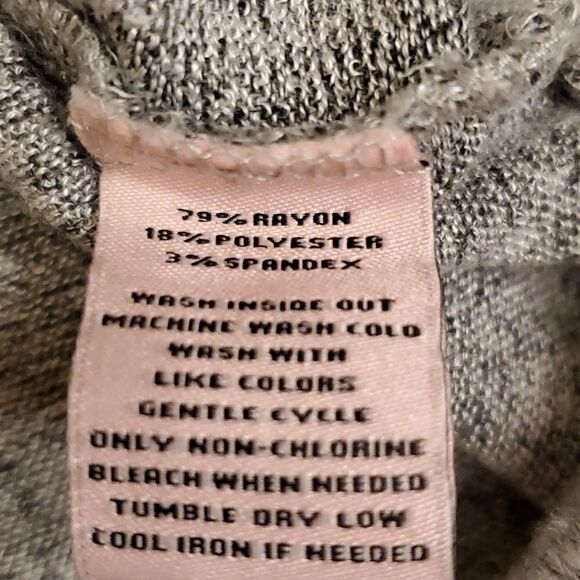 79% RAYON
18% POLYESTER
3% SPANDEX
WASH INSIDE OUT
MACHINE WASH COLD
WASH WITH
LIKE COLORS
GENTLE CYCLE
ONLY NON-CHLORINE
BLEACH WHEN NEEDED
TUMBLE DRY LOW
COOL IRON IF NEEDED